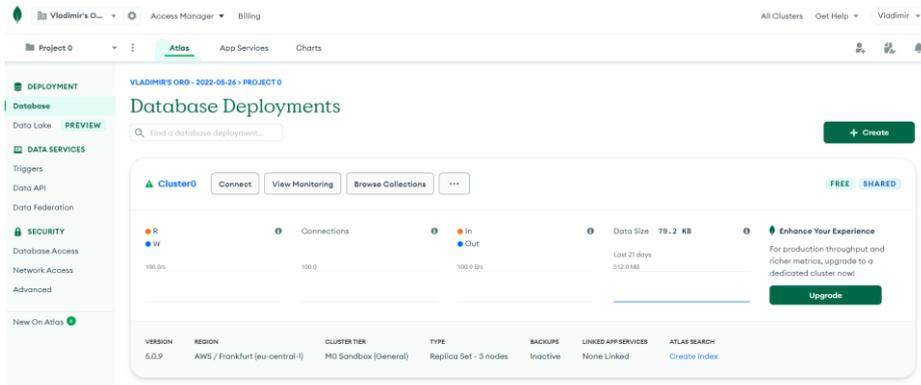 Vladimir's O... Access Manager Billing All Clusters Get Help Vladimir
Project 0 Atlas App Services Charts
DEPLOYMENT
Database
Data Lake PREVIEW
DATA SERVICES
Triggers
Data API
Data Federation
SECURITY
Database Access
Network Access
Advanced
New On Atlas
VLADIMIR'S ORG - 2022-05-26 > PROJECT 0
Database Deployments
Find a database deployment...
+ Create
Cluster0 Connect View Monitoring Browse Collections ... FREE SHARED
R
W
100.0/s
Connections
100.0
In
Out
100.0 B/s
Data Size 79.2 KB
Last 21 days
512.0 MB
Enhance Your Experience
For production throughput and
richer metrics, upgrade to a
dedicated cluster now!
Upgrade
VERSION REGION CLUSTER TIER TYPE BACKUPS LINKED APP SERVICES ATLAS SEARCH
5.0.9 AWS / Frankfurt (eu-central-1) M0 Sandbox (General) Replica Set - 3 nodes Inactive None Linked Create Index